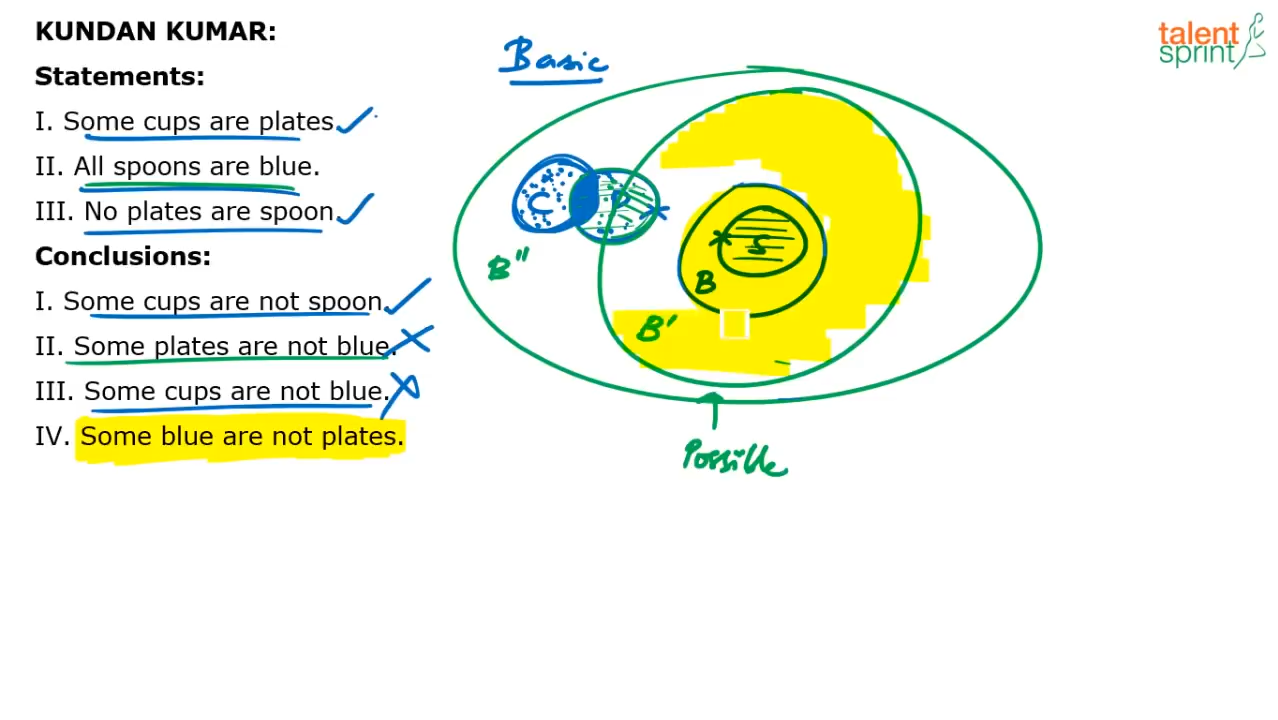 KUNDAN KUMAR:
Statements:
I. Some cups are plates.
II. All spoons are blue.
III. No plates are spoon.
Conclusions:
I. Some cups are not spoon.
II. Some plates are not blue.
III. Some cups are not blue.
IV. Some blue are not plates.
Basic
talent
sprint
C
P
S
B
B"
B'
Possible